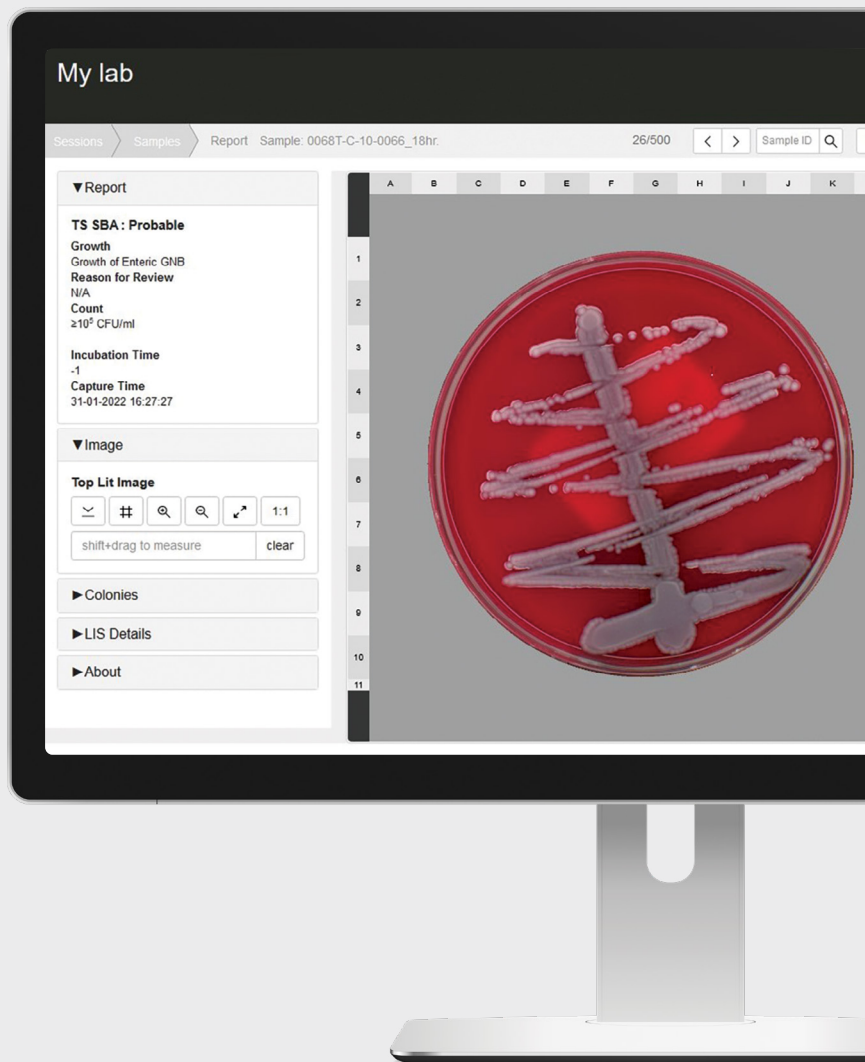 My lab
Sessions Samples Report Sample: 0068T-C-10-0066_18hr. 26/500 < > Sample ID
▼Report
TS SBA : Probable
Growth
Growth of Enteric GNB
Reason for Review
N/A
Count
≥10⁵ CFU/ml
Incubation Time
-1
Capture Time
31-01-2022 16:27:27
▼Image
Top Lit Image
1:1
shift+drag to measure clear
►Colonies
►LIS Details
►About
A B C D E F G H I J K
1
2
3
4
5
6
7
8
9
10
11